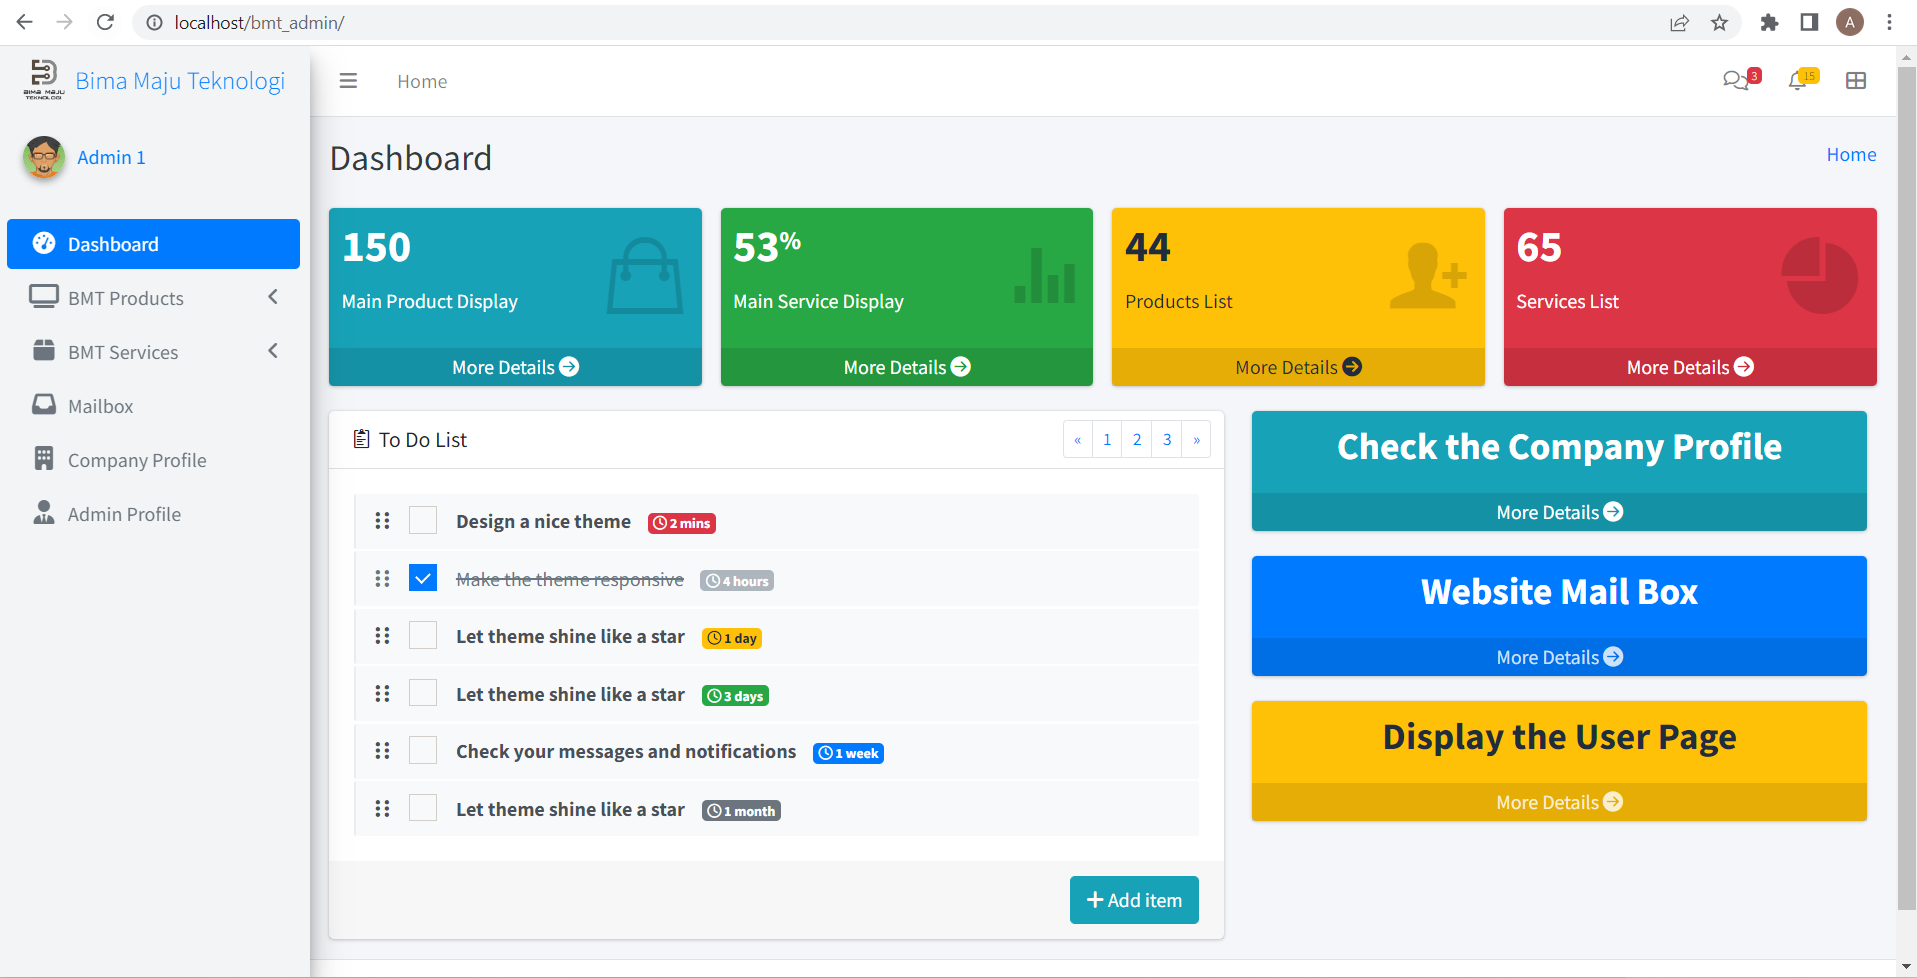 localhost/bmt_admin/
A
BIMA MAJU
TEKNOLOGI
Bima Maju Teknologi
Home
3
15
Admin 1
Dashboard
BMT Products
BMT Services
Mailbox
Company Profile
Admin Profile
Dashboard
Home
150
Main Product Display
More Details
53%
Main Service Display
More Details
44
Products List
More Details
65
Services List
More Details
To Do List
« 1 2 3 »
Design a nice theme 2 mins
Make the theme responsive 4 hours
Let theme shine like a star 1 day
Let theme shine like a star 3 days
Check your messages and notifications 1 week
Let theme shine like a star 1 month
+ Add item
Check the Company Profile
More Details
Website Mail Box
More Details
Display the User Page
More Details